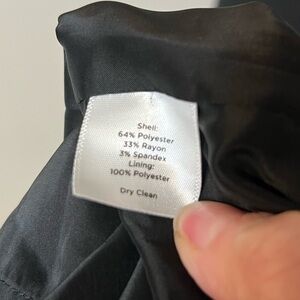 Shell:
64% Polyester
33% Rayon
3% Spandex
Lining:
100% Polyester
Dry Clean